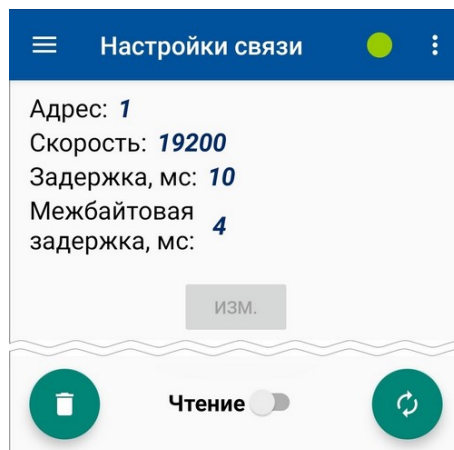 Настройки связи
Адрес: 1
Скорость: 19200
Задержка, мс: 10
Межбайтовая
задержка, мс: 4
изм.
Чтение